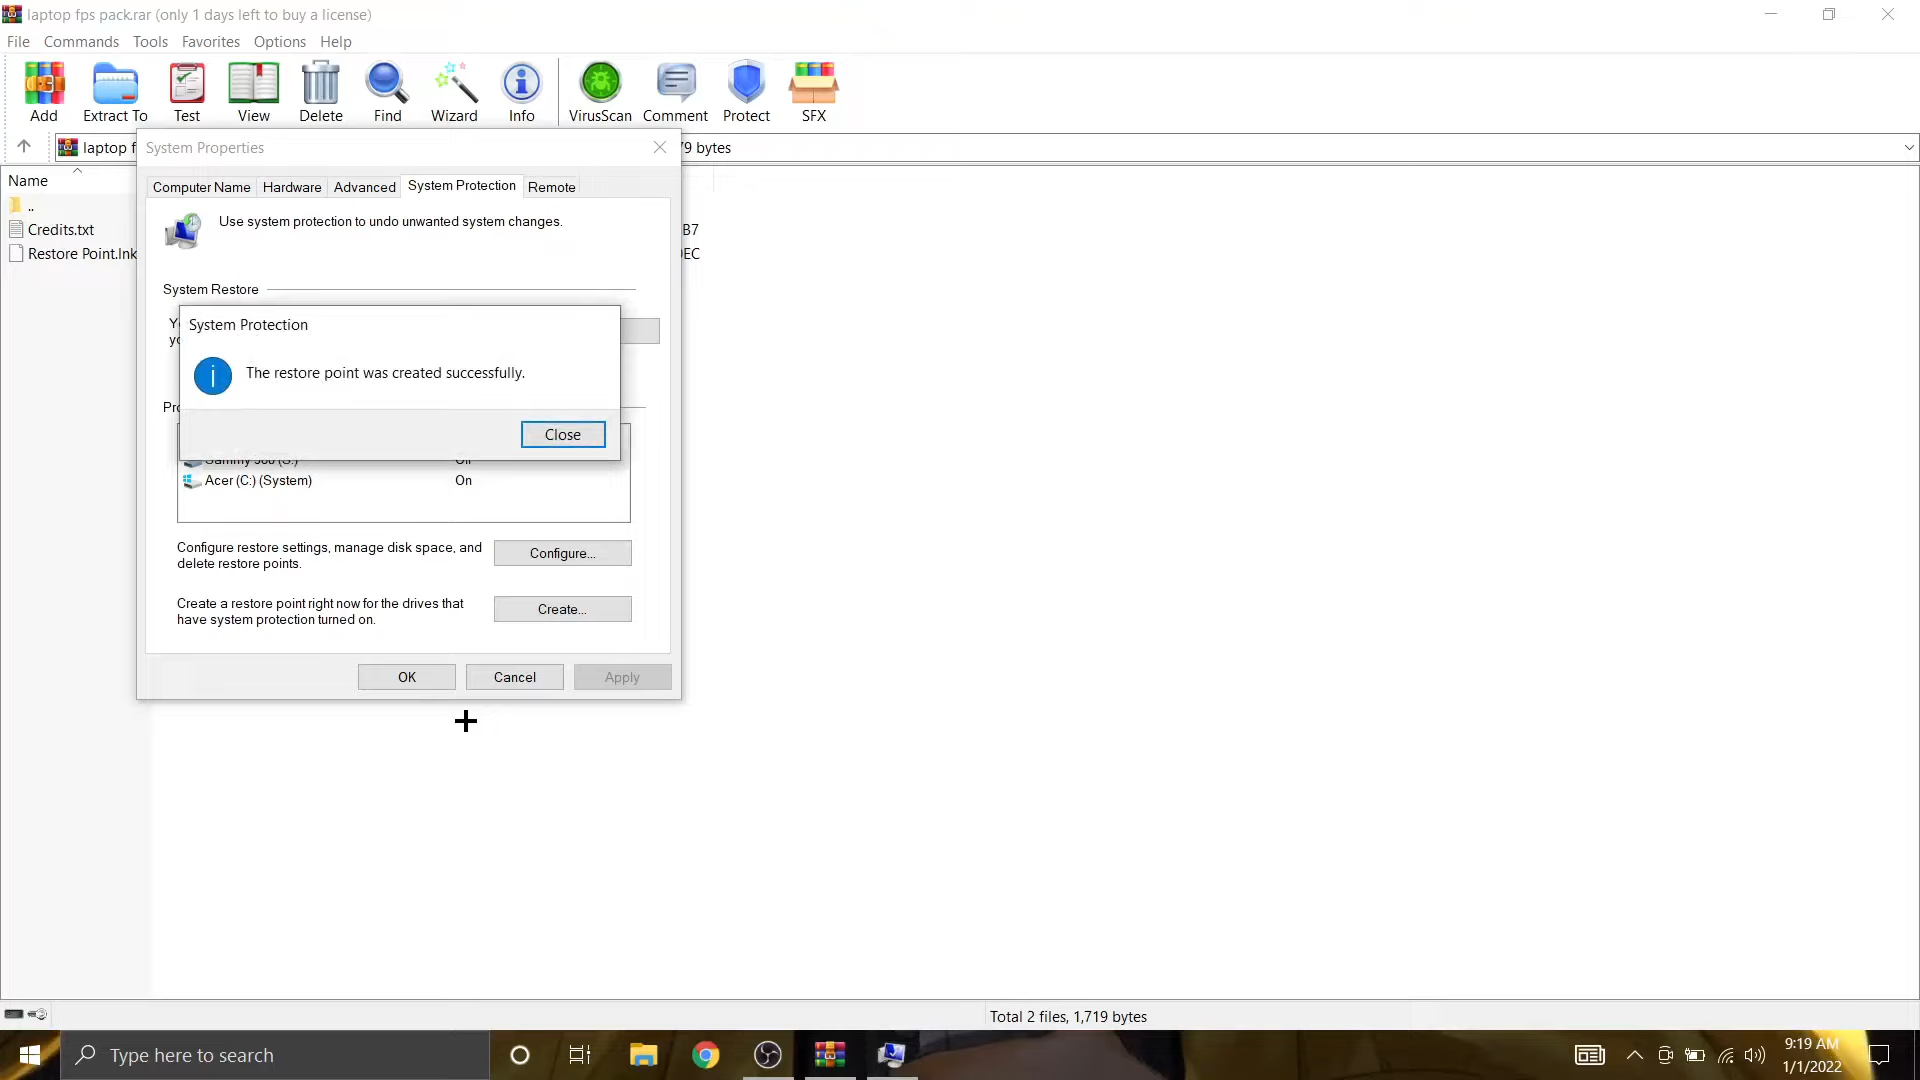 laptop fps pack.rar (only 1 days left to buy a license)
File Commands Tools Favorites Options Help
Add Extract To Test View Delete Find Wizard Info VirusScan Comment Protect SFX
laptop f
79 bytes
System Properties
Name
Computer Name Hardware Advanced System Protection Remote
..
Use system protection to undo unwanted system changes.
Credits.txt
B7
Restore Point.lnk
EC
System Restore
System Protection
The restore point was created successfully.
Close
Acer (C:) (System) On
Configure restore settings, manage disk space, and
delete restore points.
Configure...
Create a restore point right now for the drives that
have system protection turned on.
Create...
OK Cancel Apply
Total 2 files, 1,719 bytes
Type here to search
9:19 AM
1/1/2022